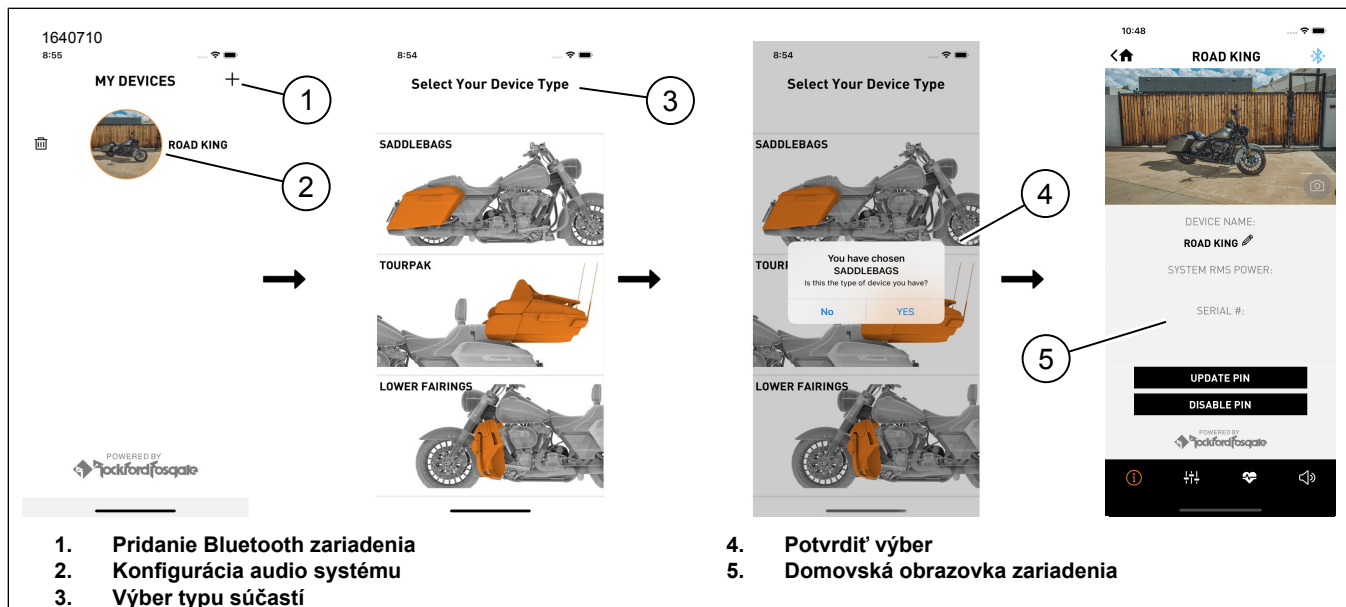 1640710
8:55
MY DEVICES
1
ROAD KING
2
POWERED BY
Rockford Fosgate
8:54
Select Your Device Type
3
SADDLEBAGS
TOURPAK
LOWER FAIRINGS
8:54
Select Your Device Type
SADDLEBAGS
4
You have chosen
SADDLEBAGS
Is this the type of device you have?
No YES
TOURP
LOWER FAIRINGS
10:48
ROAD KING
DEVICE NAME:
ROAD KING
SYSTEM RMS POWER:
SERIAL #:
5
UPDATE PIN
DISABLE PIN
POWERED BY
Rockford Fosgate
1. Pridanie Bluetooth zariadenia
2. Konfigurácia audio systému
3. Výber typu súčastí
4. Potvrdiť výber
5. Domovská obrazovka zariadenia